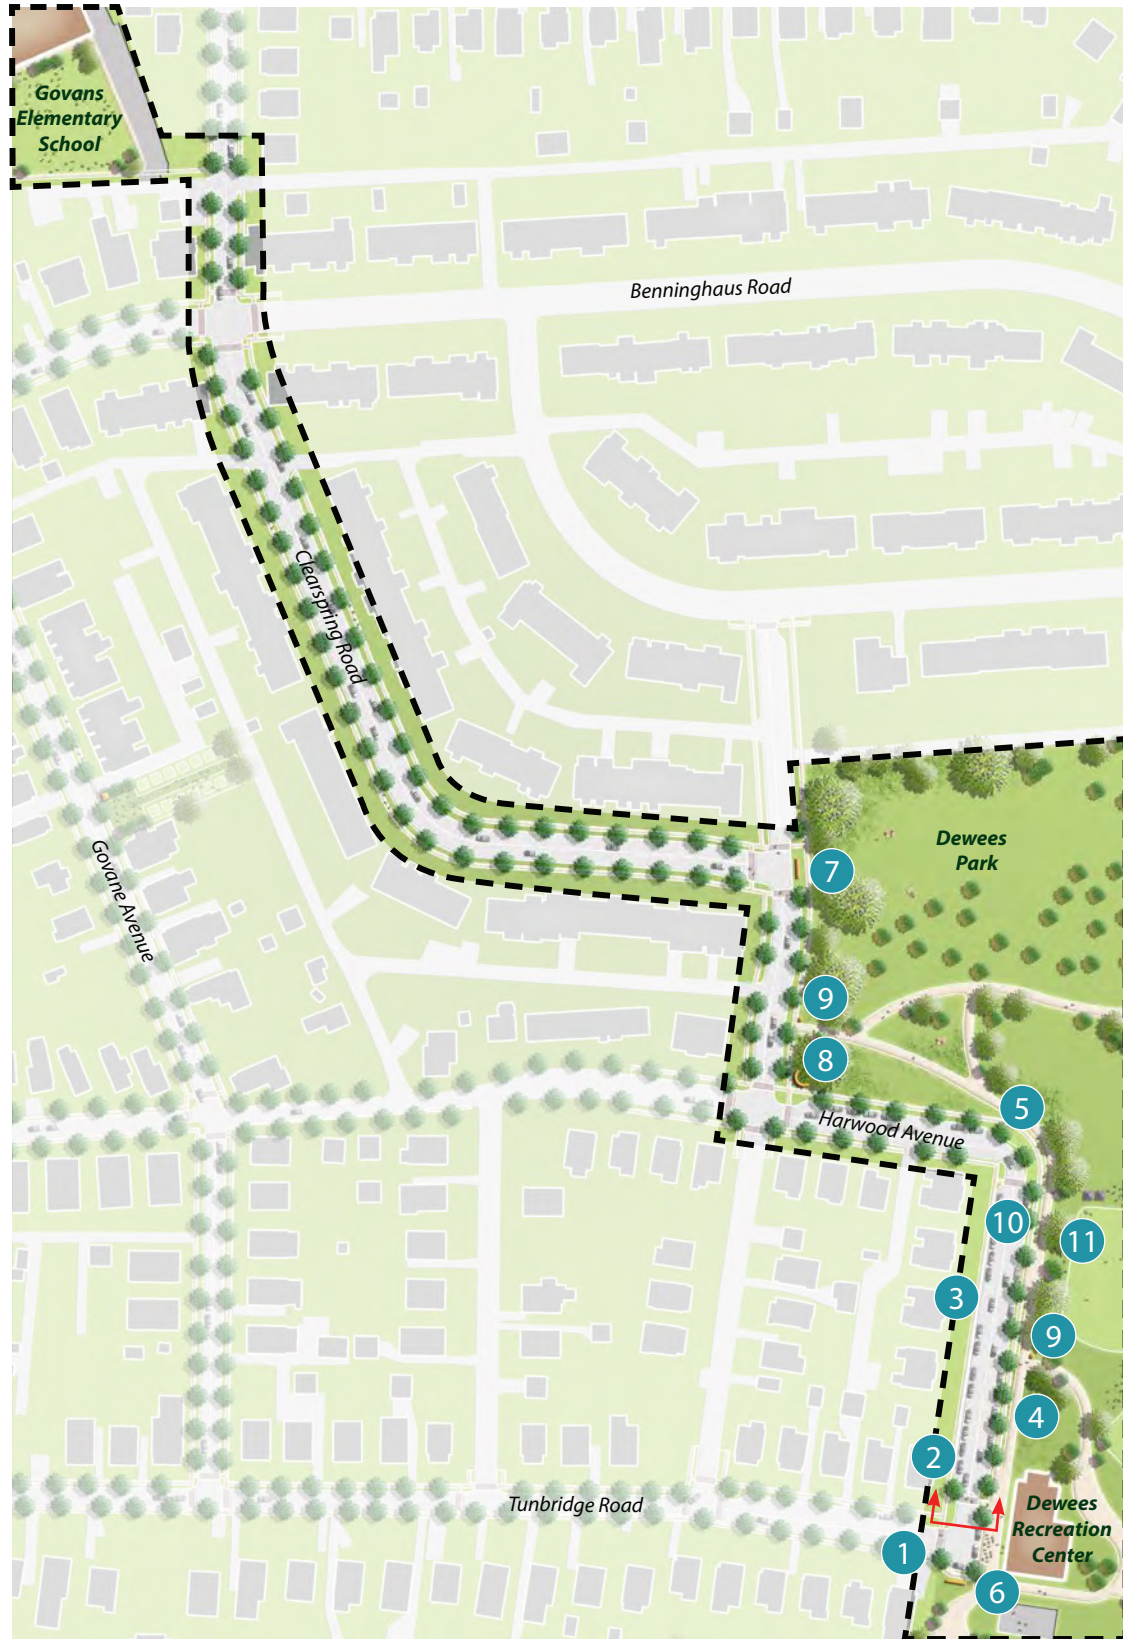 Govans
Elementary
School
Benninghaus Road
Clearspring Road
Dewees
Park
7
Govane Avenue
9
8
5
Harwood Avenue
10
11
3
9
4
2
Tunbridge Road
Dewees
Recreation
Center
1
6